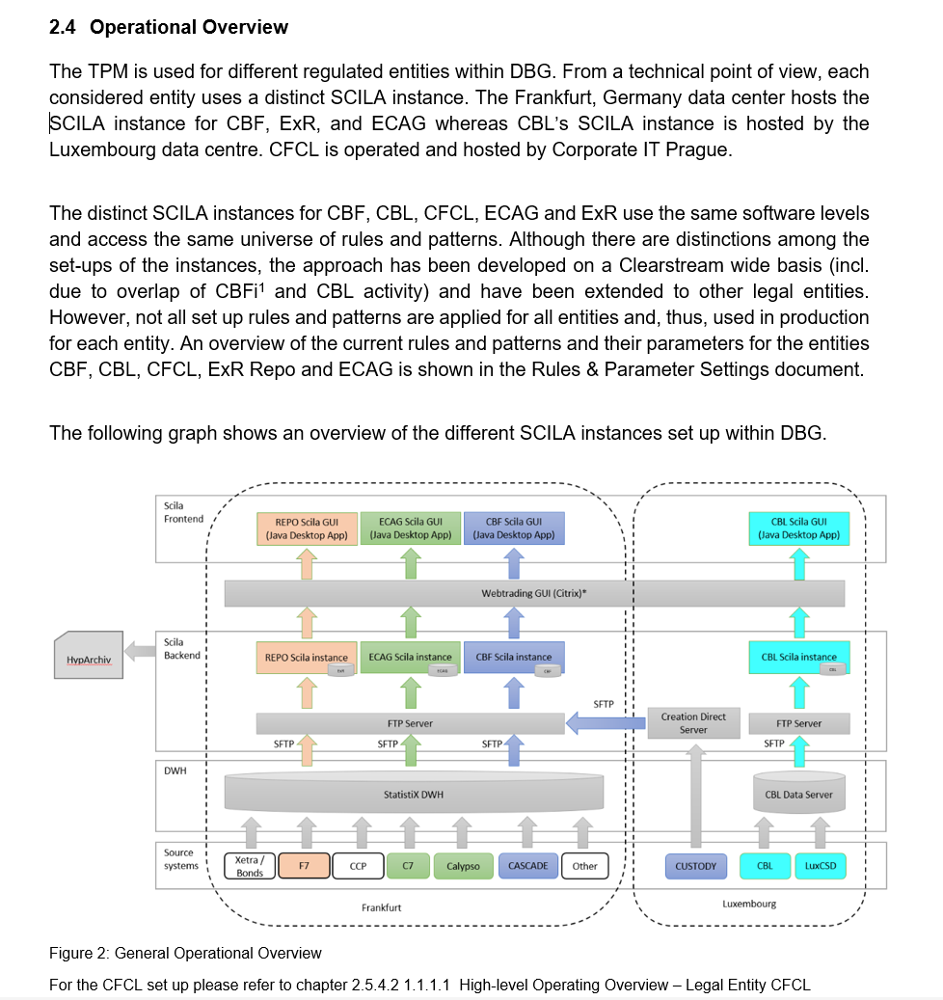 2.4 Operational Overview
The TPM is used for different regulated entities within DBG. From a technical point of view, each
considered entity uses a distinct SCILA instance. The Frankfurt, Germany data center hosts the
SCILA instance for CBF, ExR, and ECAG whereas CBL's SCILA instance is hosted by the
Luxembourg data centre. CFCL is operated and hosted by Corporate IT Prague.
The distinct SCILA instances for CBF, CBL, CFCL, ECAG and ExR use the same software levels
and access the same universe of rules and patterns. Although there are distinctions among the
set-ups of the instances, the approach has been developed on a Clearstream wide basis (incl.
due to overlap of CBFi¹ and CBL activity) and have been extended to other legal entities.
However, not all set up rules and patterns are applied for all entities and, thus, used in production
for each entity. An overview of the current rules and patterns and their parameters for the entities
CBF, CBL, CFCL, ExR Repo and ECAG is shown in the Rules & Parameter Settings document.
The following graph shows an overview of the different SCILA instances set up within DBG.
Scila
Frontend
REPO Scila GUI
(Java Desktop App)
ECAG Scila GUI
(Java Desktop App)
CBF Scila GUI
(Java Desktop App)
CBL Scila GUI
(Java Desktop App)
Webtrading GUI (Citrix)*
HypArchiv
Scila
Backend
REPO Scila instance
ExR
ECAG Scila instance
ECAG
CBF Scila instance
CBF
CBL Scila instance
CBL
FTP Server
SFTP
Creation Direct
Server
FTP Server
SFTP
SFTP
SFTP
SFTP
DWH
StatistiX DWH
CBL Data Server
Source
systems
Xetra /
Bonds
F7
CCP
C7
Calypso
CASCADE
Other
CUSTODY
CBL
LuxCSD
Frankfurt
Luxembourg
Figure 2: General Operational Overview
For the CFCL set up please refer to chapter 2.5.4.2 1.1.1.1 High-level Operating Overview – Legal Entity CFCL